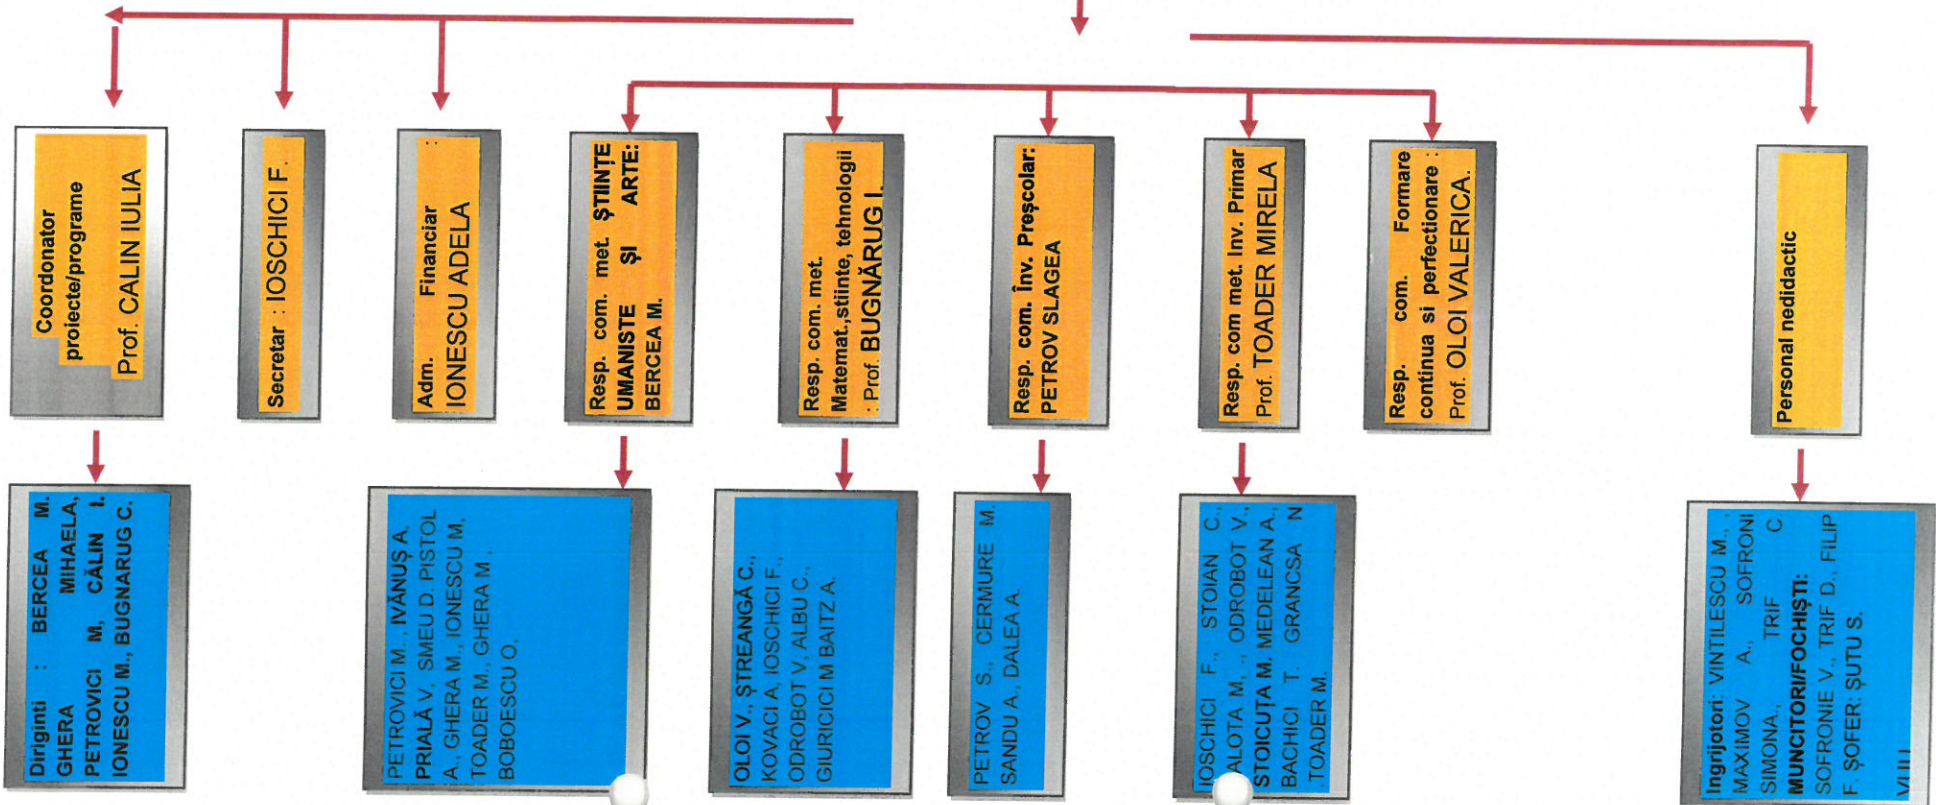 Coordonator
proiecte/programe
Prof. CALIN IULIA
Secretar : IOSCHICI F.
Adm. Financiar :
IONESCU ADELA
Resp. com. met. ȘTIINȚE
UMANISTE ȘI ARTE:
BERCEA M.
Resp. com. met.
Matemat.,stiinte, tehnologii
: Prof. BUGNĂRUG I.
Resp. com. Înv. Preșcolar:
PETROV SLAGEA
Resp. com met. Inv. Primar
Prof. TOADER MIRELA
Resp. com. Formare
continua si perfectionare :
Prof. OLOI VALERICA.
Personal nedidactic
Diriginti : BERCEA M.
GHERA MIHAELA,
PETROVICI M, CĂLIN I.
IONESCU M., BUGNARUG C.
PETROVICI M., IVĂNUȘ A,
PRIALĂ V, SMEU D. PISTOL
A., GHERA M., IONESCU M,
TOADER M., GHERA M.,
BOBOESCU O,
OLOI V., ȘTREANGĂ C.,
KOVACI A, IOSCHICI F.,
ODROBOT V, ALBU C.,
GIURICICI M BAITZ A.
PETROV S., CERMURE M.
SANDU A., DALEA A.
IOSCHICI F., STOIAN C.,
ALOTA M, ., ODROBOT V.,
STOICUȚA M. MEDELEAN A,
BACHICI T. GRANCSA N
. TOADER M.
Ingrijotori: VINTILESCU M., ,
MAXIMOV A., SOFRONI
SIMONA., TRIF C.
MUNCITORI/FOCHIȘTI:
SOFRONIE V., TRIF D., FILIP
F. ȘOFER: ȘUTU S.